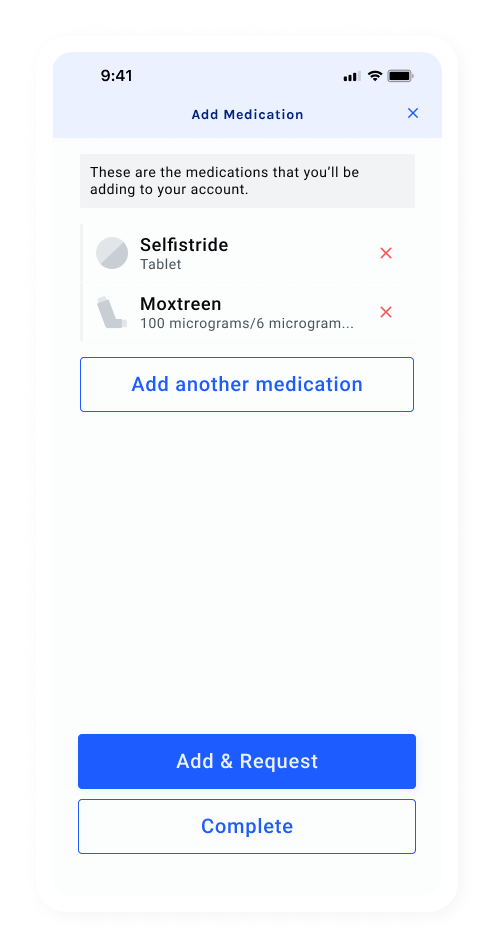 9:41
Add Medication
These are the medications that you’ll be
adding to your account.
Selfistride
Tablet
Moxtreen
100 micrograms/6 microgram...
Add another medication
Add & Request
Complete